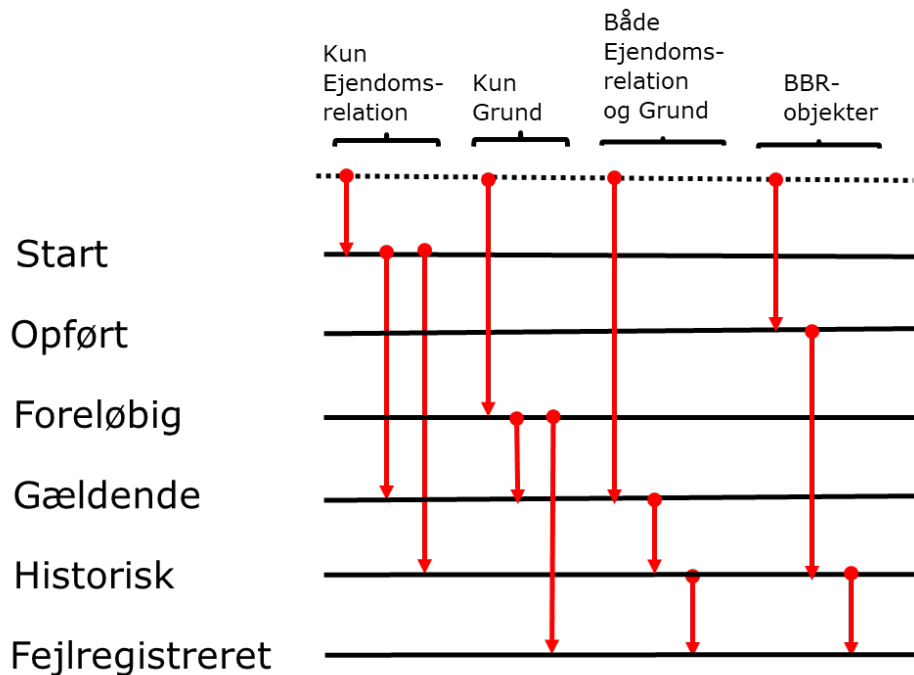 Kun
Ejendoms-
relation
Kun
Grund
Både
Ejendoms-
relation
og Grund
BBR-
objekter
Start
Opført
Foreløbig
Gældende
Historisk
Fejlregistreret